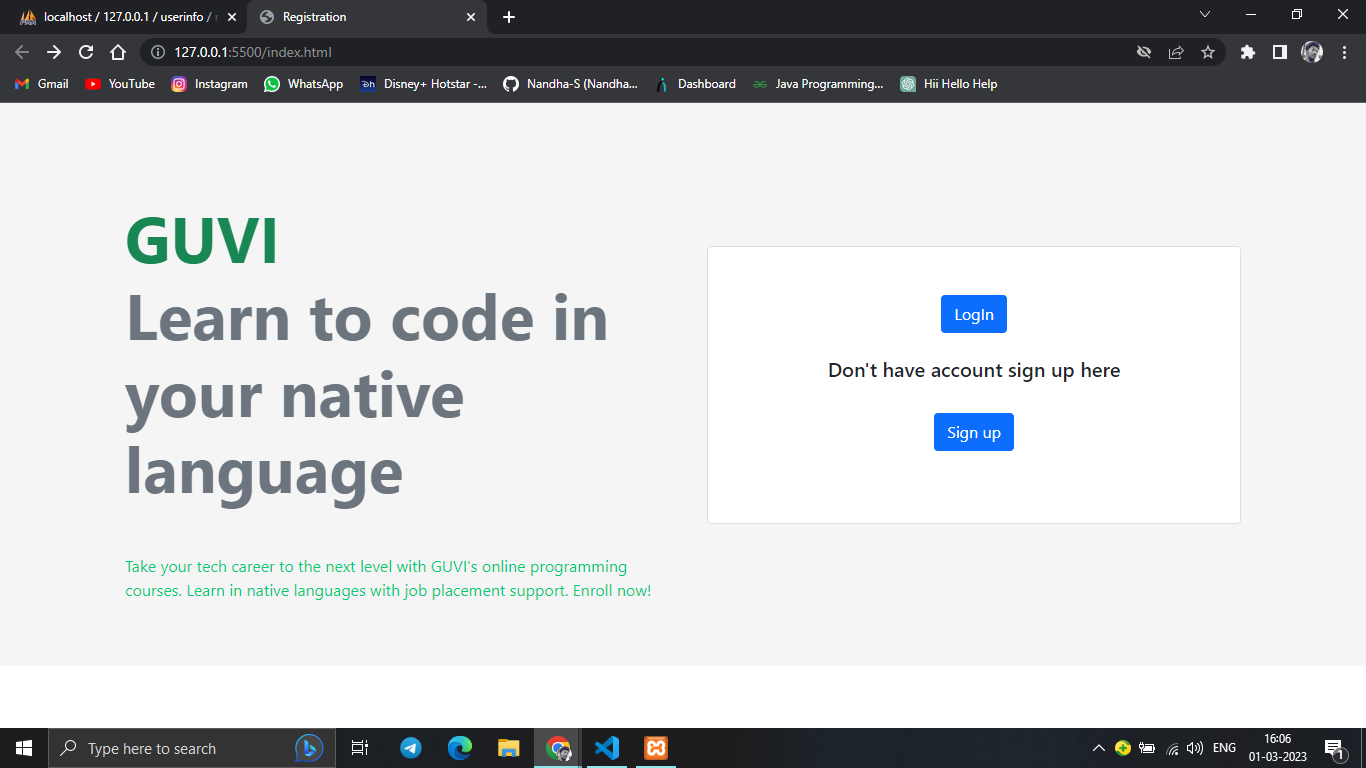 localhost / 127.0.0.1 / userinfo /
Registration
127.0.0.1:5500/index.html
Gmail
YouTube
Instagram
WhatsApp
Disney+ Hotstar -...
Nandha-S (Nandha...
Dashboard
Java Programming...
Hii Hello Help
GUVI
Learn to code in
your native
language
Take your tech career to the next level with GUVI's online programming
courses. Learn in native languages with job placement support. Enroll now!
LogIn
Don't have account sign up here
Sign up
Type here to search
ENG
16:06
01-03-2023
1